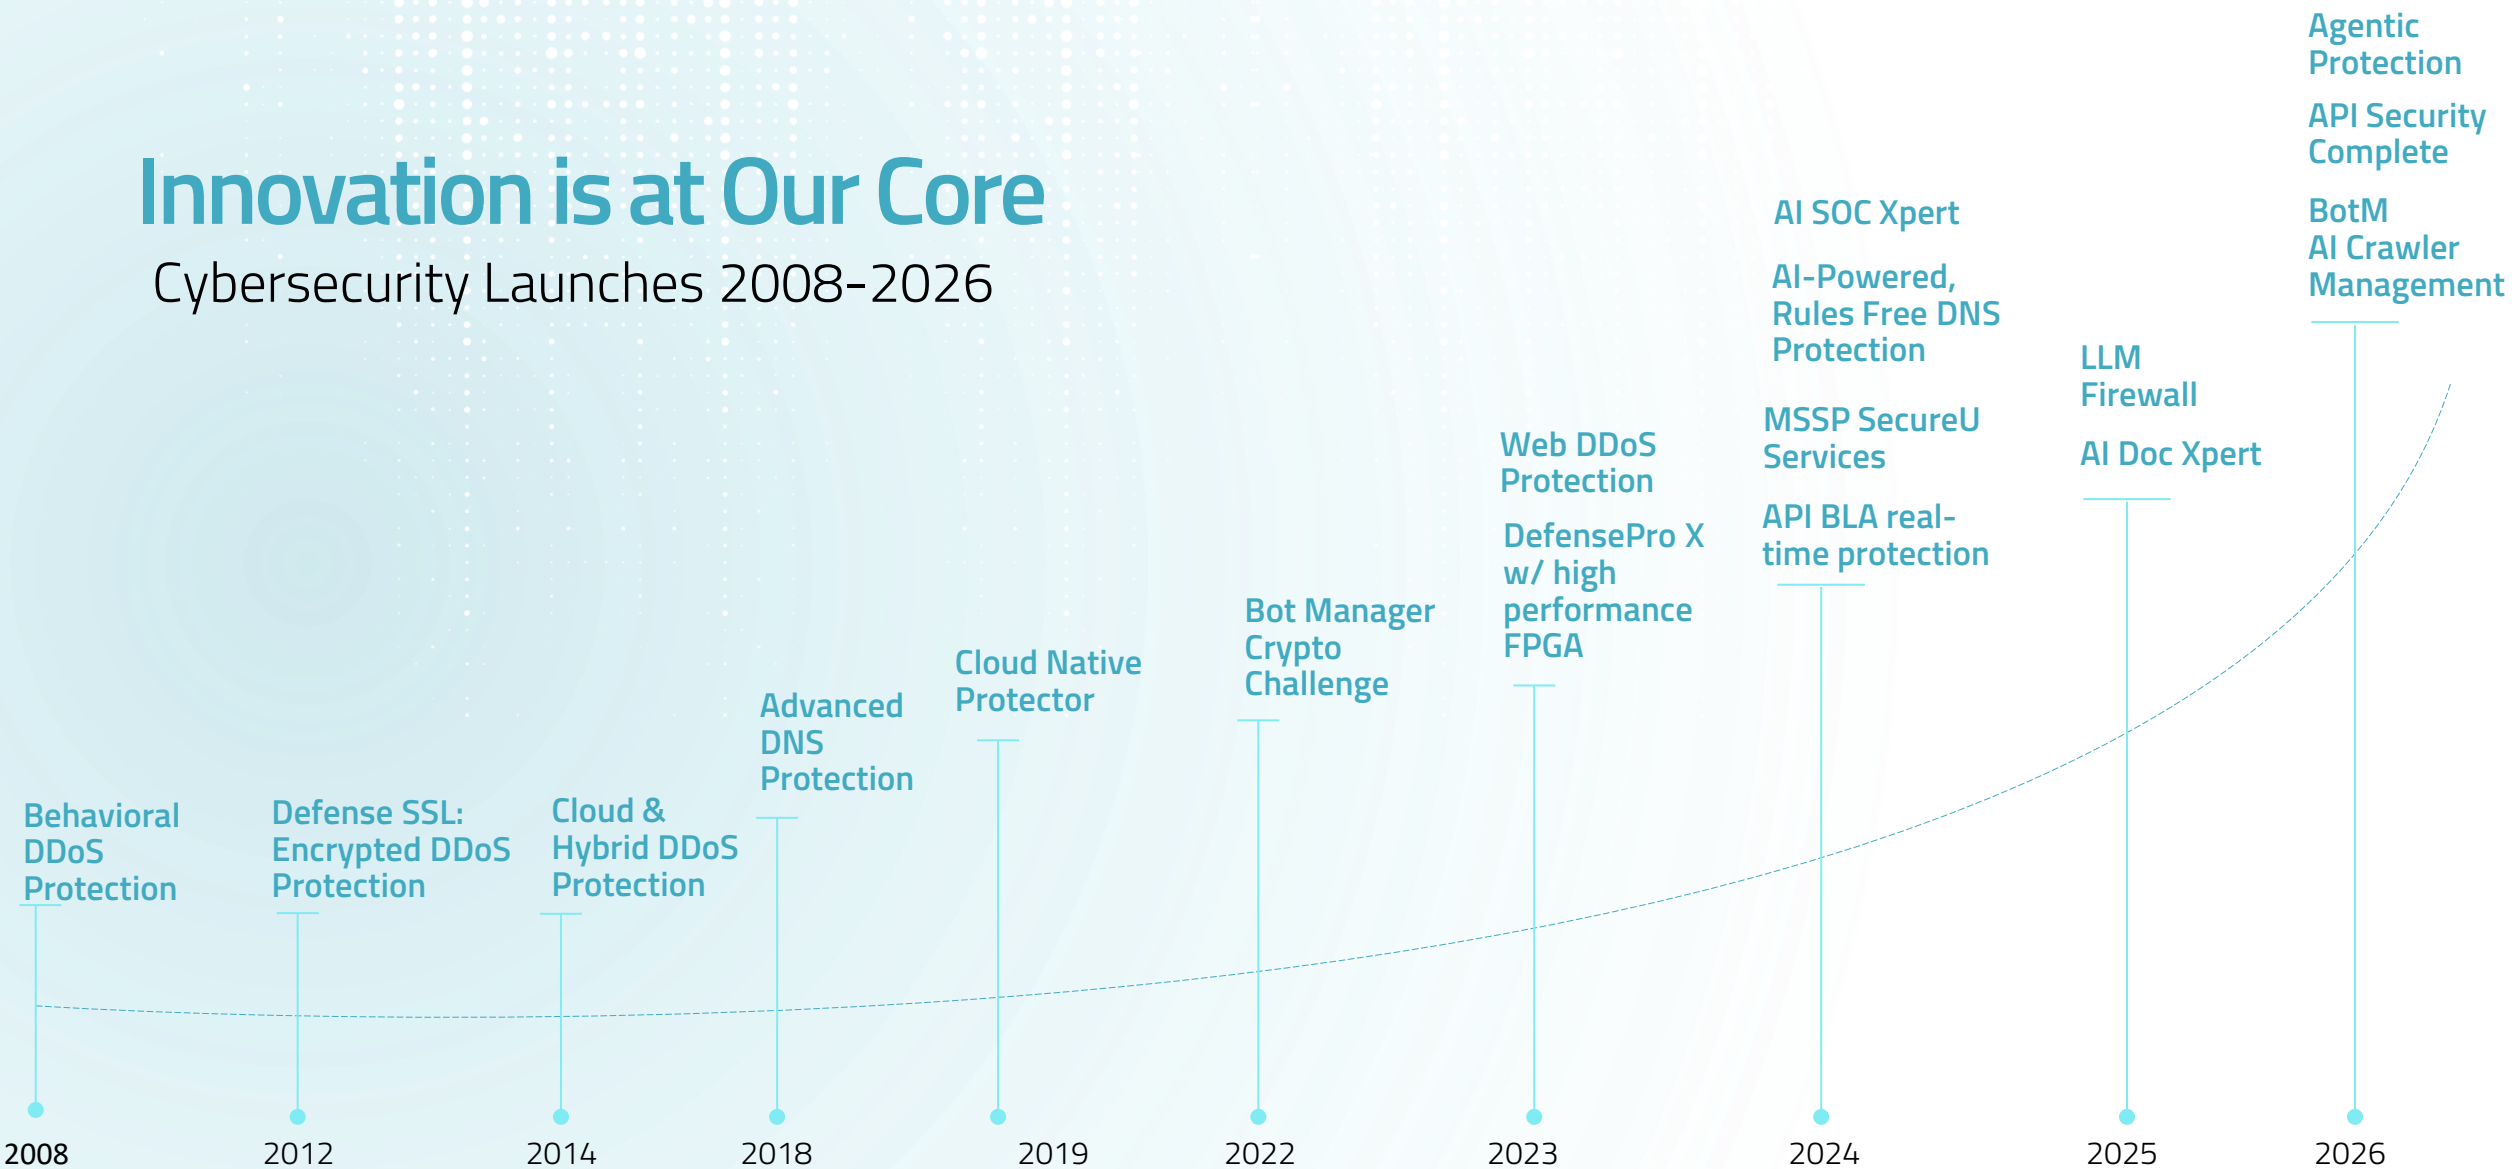 Innovation is at Our Core
Cybersecurity Launches 2008-2026
Behavioral
DDoS
Protection
Defense SSL:
Encrypted DDoS
Protection
Cloud &
Hybrid DDoS
Protection
Advanced
DNS
Protection
Cloud Native
Protector
Bot Manager
Crypto
Challenge
Web DDoS
Protection
DefensePro X
w/ high
performance
FPGA
AI SOC Xpert
AI-Powered,
Rules Free DNS
Protection
MSSP SecureU
Services
API BLA real-
time protection
LLM
Firewall
AI Doc Xpert
Agentic
Protection
API Security
Complete
BotM
AI Crawler
Management
2008
2012
2014
2018
2019
2022
2023
2024
2025
2026